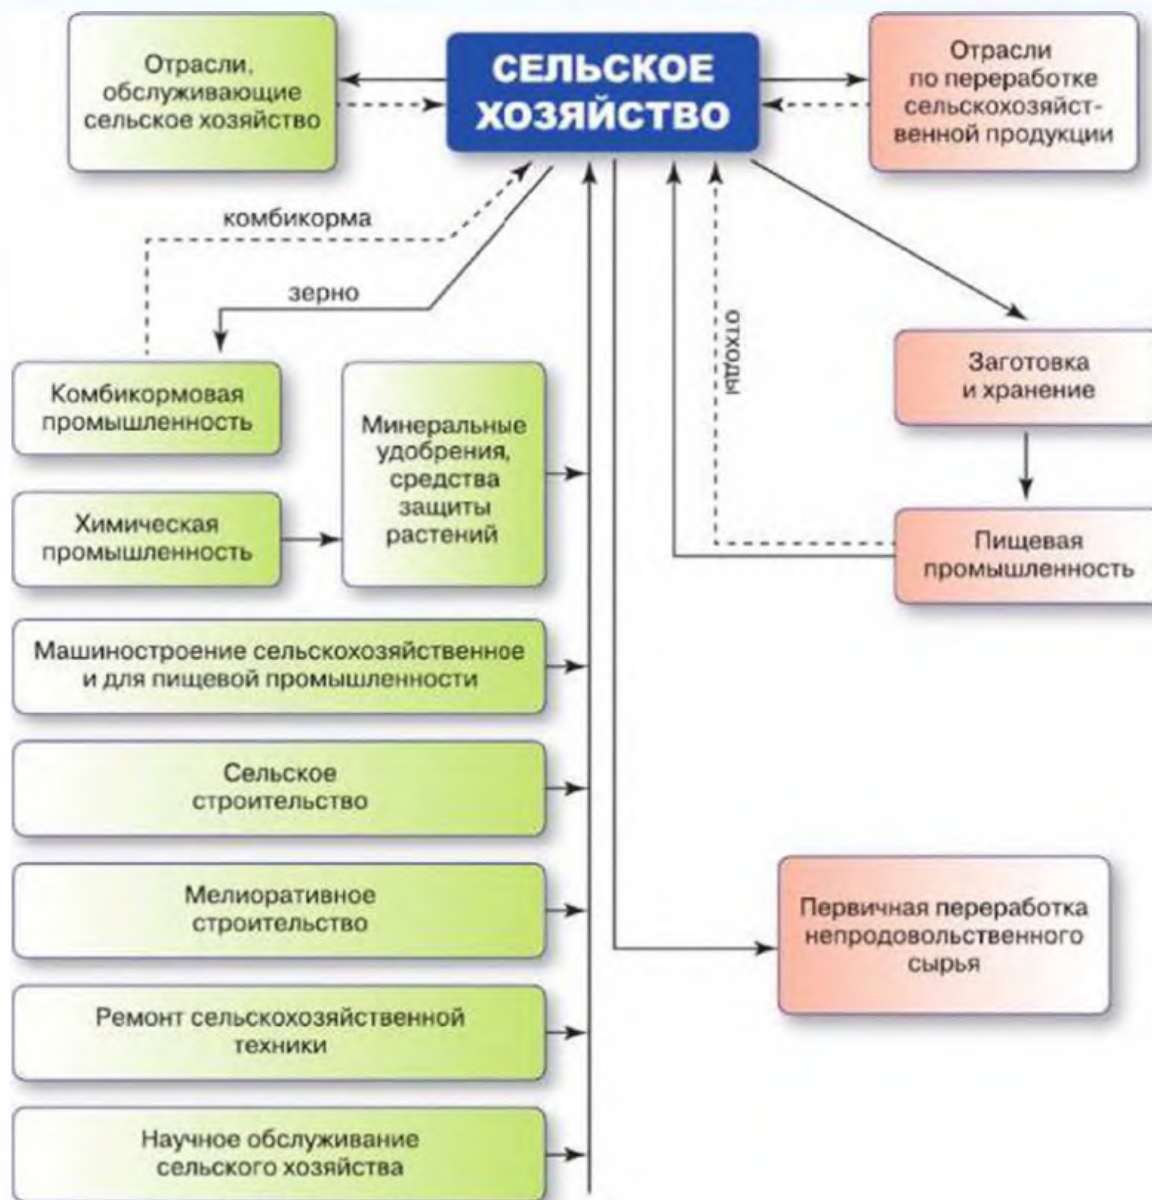 Отрасли,
обслуживающие
сельское хозяйство
СЕЛЬСКОЕ
ХОЗЯЙСТВО
Отрасли
по переработке
сельскохозяйст-
венной продукции
комбикорма
зерно
отходы
Комбикормовая
промышленность
Минеральные
удобрения,
средства
защиты
растений
Заготовка
и хранение
Химическая
промышленность
Пищевая
промышленность
Машиностроение сельскохозяйственное
и для пищевой промышленности
Сельское
строительство
Мелиоративное
строительство
Первичная переработка
непродовольственного
сырья
Ремонт сельскохозяйственной
техники
Научное обслуживание
сельского хозяйства